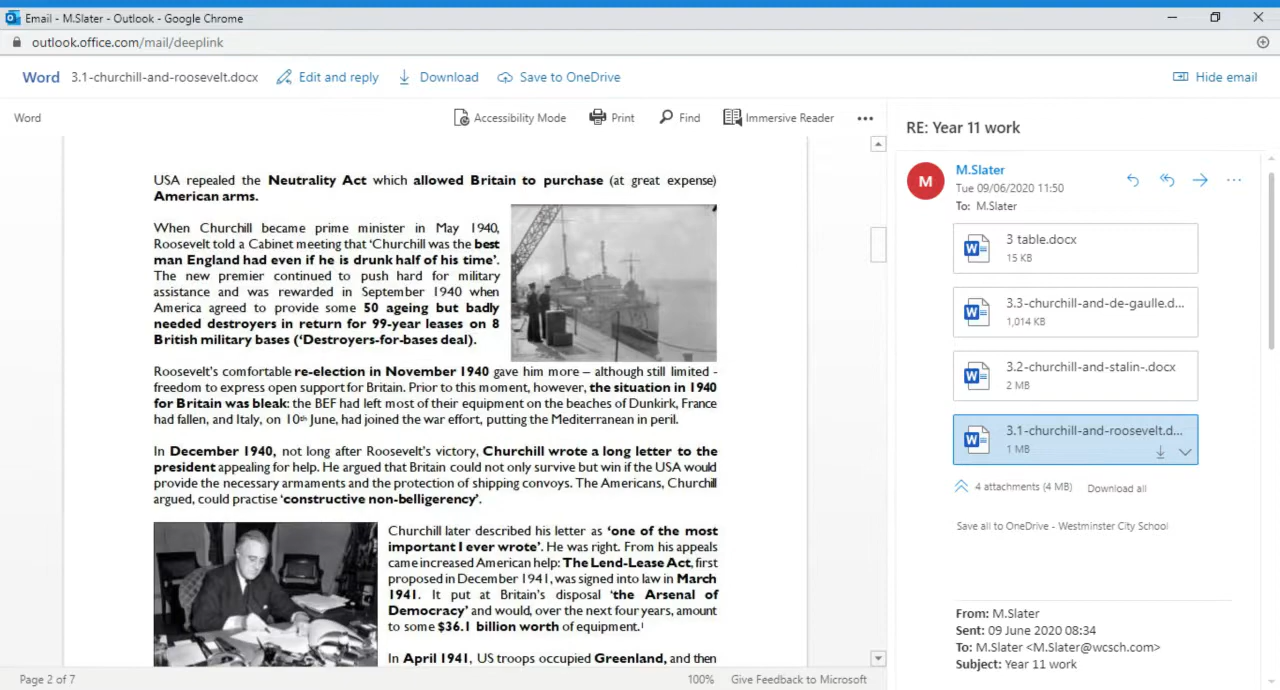 Email - M.Slater - Outlook - Google Chrome
outlook.office.com/mail/deeplink
Word 3.1-churchill-and-roosevelt.docx Edit and reply Download Save to OneDrive Hide email
Word Accessibility Mode Print Find Immersive Reader
USA repealed the Neutrality Act which allowed Britain to purchase (at great expense)
American arms.
When Churchill became prime minister in May 1940,
Roosevelt told a Cabinet meeting that ‘Churchill was the best
man England had even if he is drunk half of his time’.
The new premier continued to push hard for military
assistance and was rewarded in September 1940 when
America agreed to provide some 50 ageing but badly
needed destroyers in return for 99-year leases on 8
British military bases (‘Destroyers-for-bases deal).
Roosevelt’s comfortable re-election in November 1940 gave him more – although still limited -
freedom to express open support for Britain. Prior to this moment, however, the situation in 1940
for Britain was bleak: the BEF had left most of their equipment on the beaches of Dunkirk, France
had fallen, and Italy, on 10th June, had joined the war effort, putting the Mediterranean in peril.
In December 1940, not long after Roosevelt’s victory, Churchill wrote a long letter to the
president appealing for help. He argued that Britain could not only survive but win if the USA would
provide the necessary armaments and the protection of shipping convoys. The Americans, Churchill
argued, could practise ‘constructive non-belligerency’.
Churchill later described his letter as ‘one of the most
important I ever wrote’. He was right. From his appeals
came increased American help: The Lend-Lease Act, first
proposed in December 1941, was signed into law in March
1941. It put at Britain’s disposal ‘the Arsenal of
Democracy’ and would, over the next four years, amount
to some $36.1 billion worth of equipment.¹
In April 1941, US troops occupied Greenland, and then
Page 2 of 7 100% Give Feedback to Microsoft
RE: Year 11 work
M
M.Slater
Tue 09/06/2020 11:50
To: M.Slater
3 table.docx
15 KB
3.3-churchill-and-de-gaulle.d...
1,014 KB
3.2-churchill-and-stalin-.docx
2 MB
3.1-churchill-and-roosevelt.d...
1 MB
4 attachments (4 MB) Download all
Save all to OneDrive - Westminster City School
From: M.Slater
Sent: 09 June 2020 08:34
To: M.Slater <M.Slater@wcsch.com>
Subject: Year 11 work